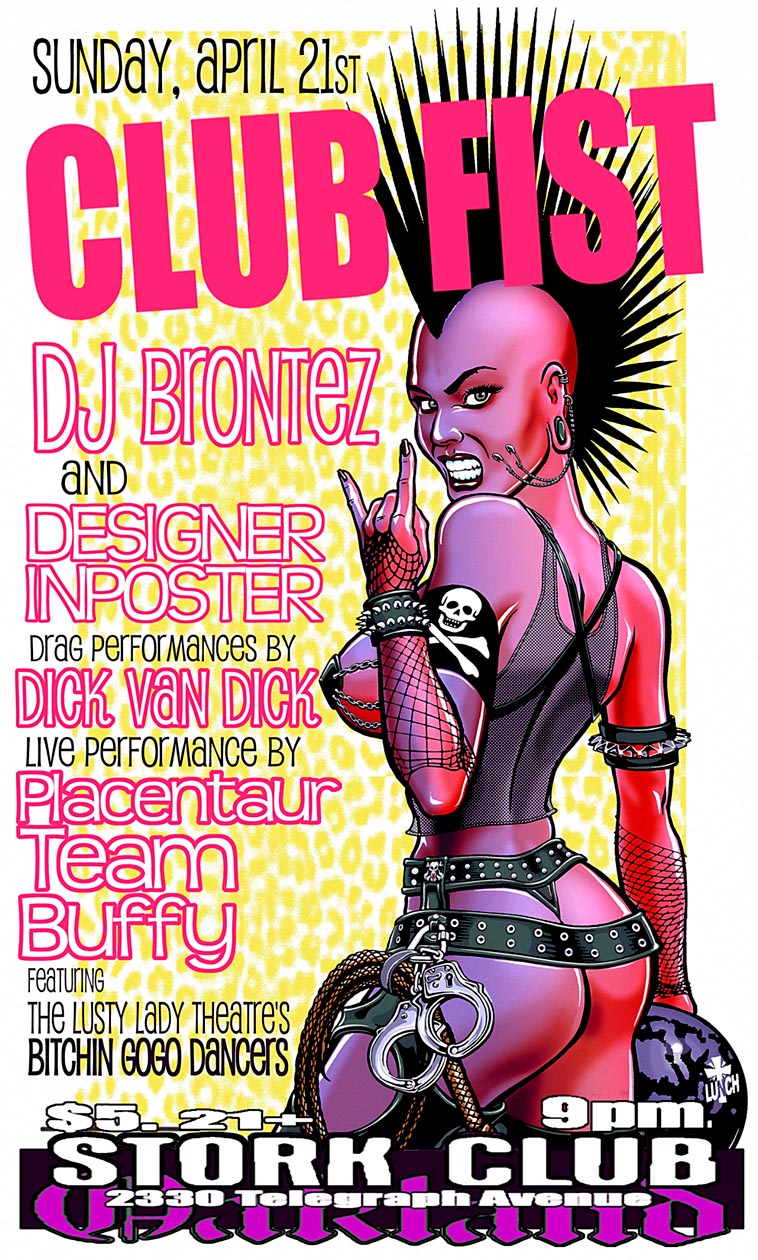 SUNDAY, APRIL 21ST
CLUB FIST
DJ BRONTEZ
AND
DESIGNER
INPOSTER
DRAG PERFORMANCES BY
DICK VAN DICK
LIVE PERFORMANCE BY
Placentaur
Team
Buffy
FEATURING
THE LUSTY LADY THEATRE'S
BITCHIN GOGO DANCERS
LUNCH
$5. 21+ 9pm.
STORK CLUB
2330 Telegraph Avenue
Oakland